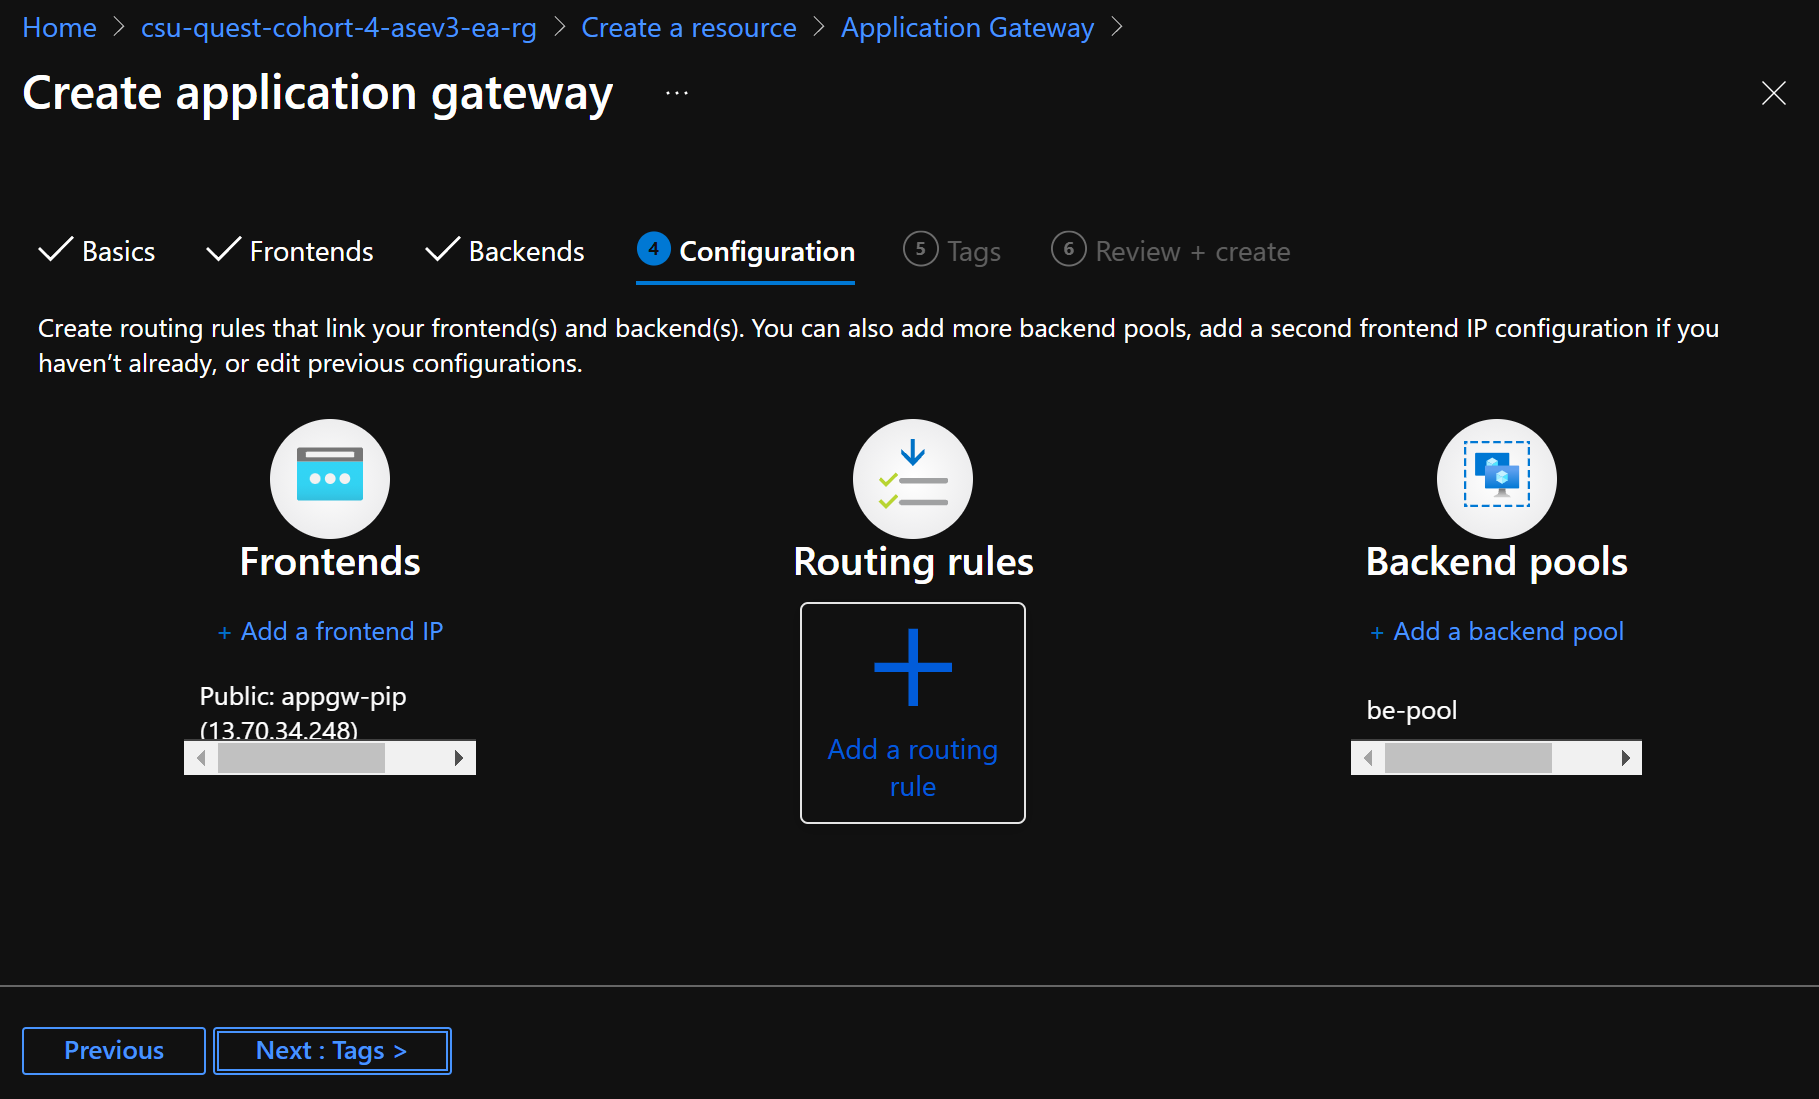 Home > csu-quest-cohort-4-asev3-ea-rg > Create a resource > Application Gateway >
Create application gateway ...
Basics Frontends Backends 4 Configuration 5 Tags 6 Review + create
Create routing rules that link your frontend(s) and backend(s). You can also add more backend pools, add a second frontend IP configuration if you
haven’t already, or edit previous configurations.
Frontends
+ Add a frontend IP
Public: appgw-pip
(13.70.34.248)
Routing rules
Add a routing
rule
Backend pools
+ Add a backend pool
be-pool
Previous
Next : Tags >